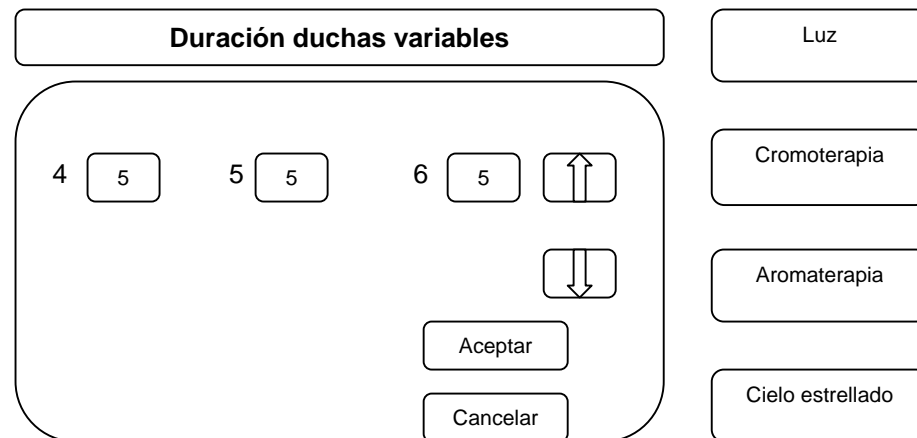 Duración duchas variables
Luz
4 5 5 5 6 5
Cromoterapia
Aromaterapia
Aceptar
Cielo estrellado
Cancelar